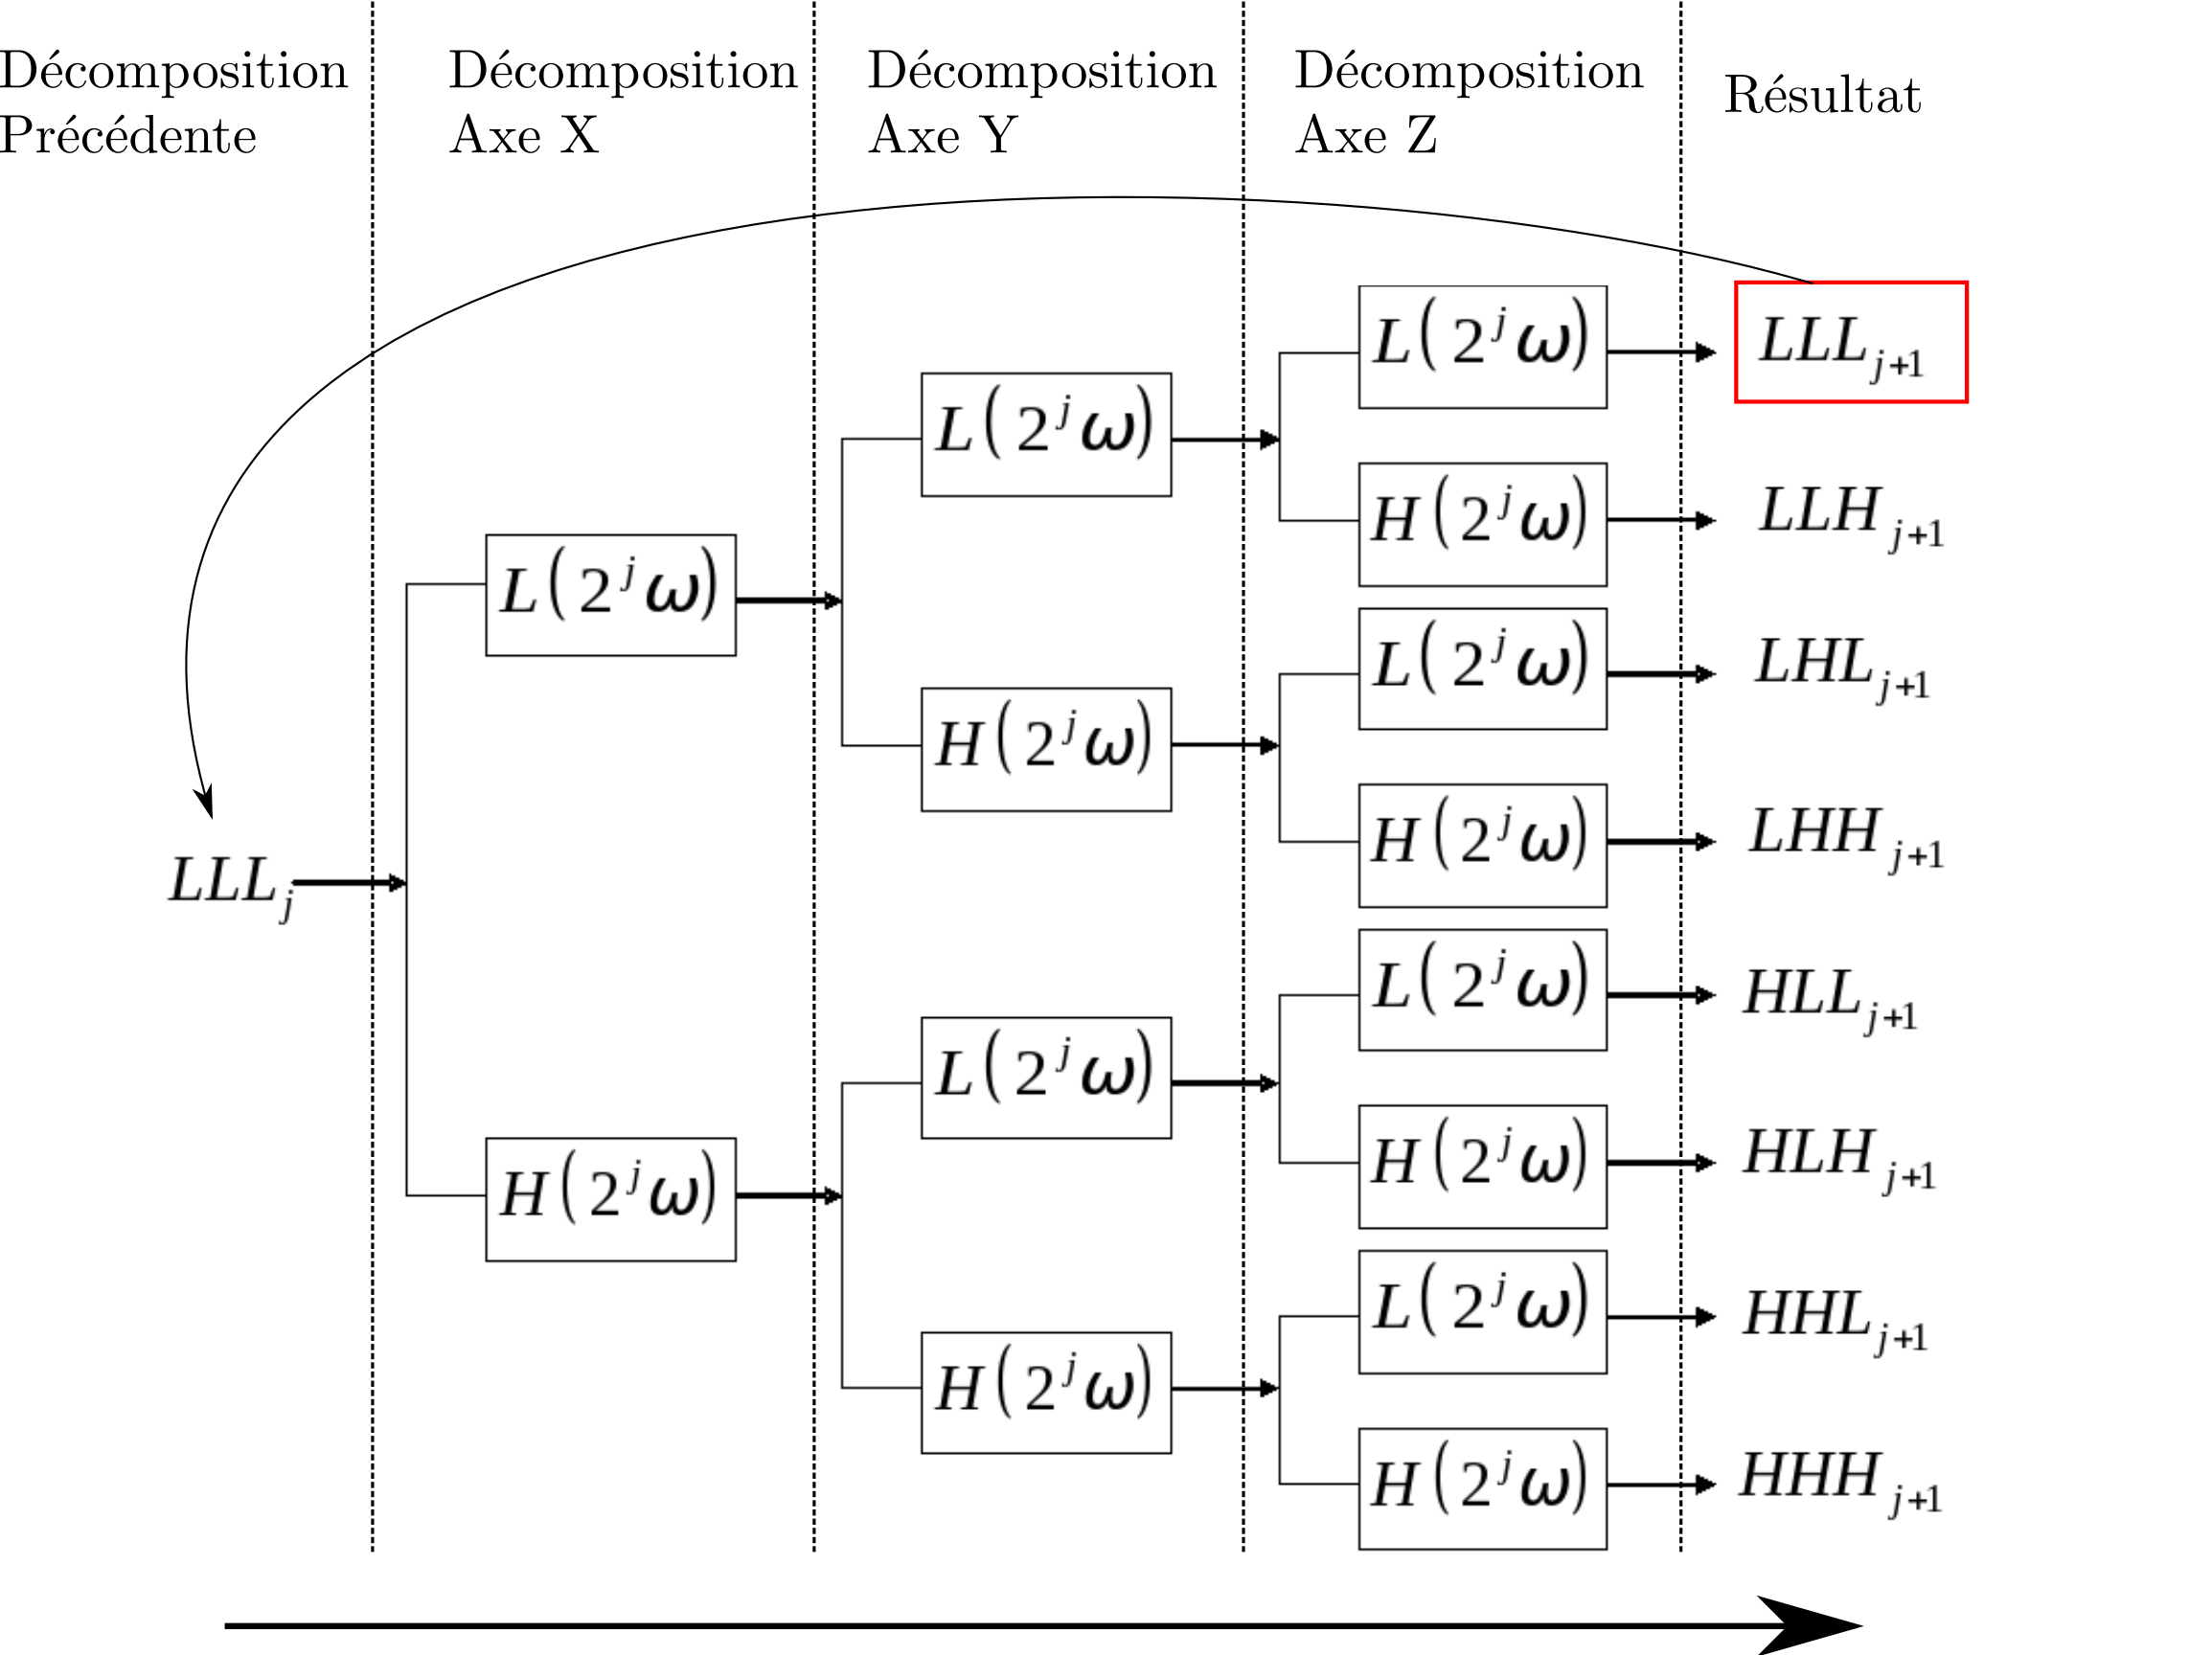 Décomposition
Précédente
Décomposition
Axe X
Décomposition
Axe Y
Décomposition
Axe Z
Résultat
LLL_j
L(2^j ω)
H(2^j ω)
L(2^j ω)
H(2^j ω)
L(2^j ω)
H(2^j ω)
L(2^j ω)
H(2^j ω)
L(2^j ω)
H(2^j ω)
L(2^j ω)
H(2^j ω)
L(2^j ω)
H(2^j ω)
LLL_{j+1}
LLH_{j+1}
LHL_{j+1}
LHH_{j+1}
HLL_{j+1}
HLH_{j+1}
HHL_{j+1}
HHH_{j+1}